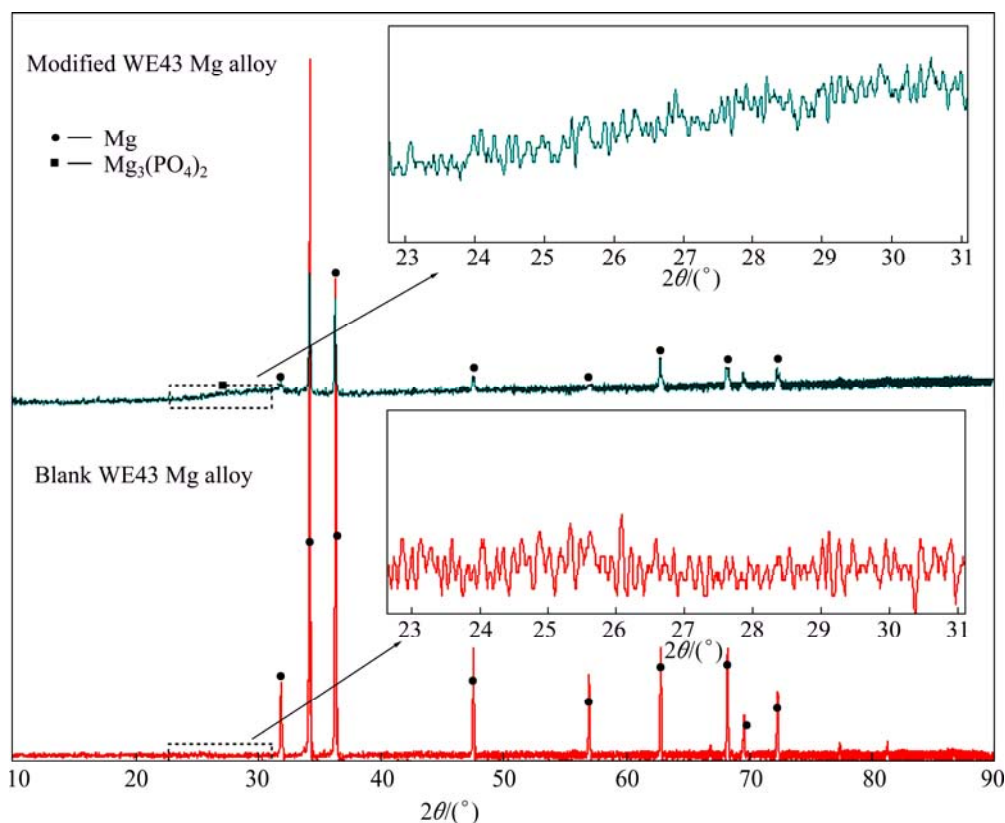 Modified WE43 Mg alloy
● — Mg
■ — Mg₃(PO₄)₂
23 24 25 26 27 28 29 30 31
2θ/(°)
Blank WE43 Mg alloy
23 24 25 26 27 28 29 30 31
2θ/(°)
10 20 30 40 50 60 70 80 90
2θ/(°)